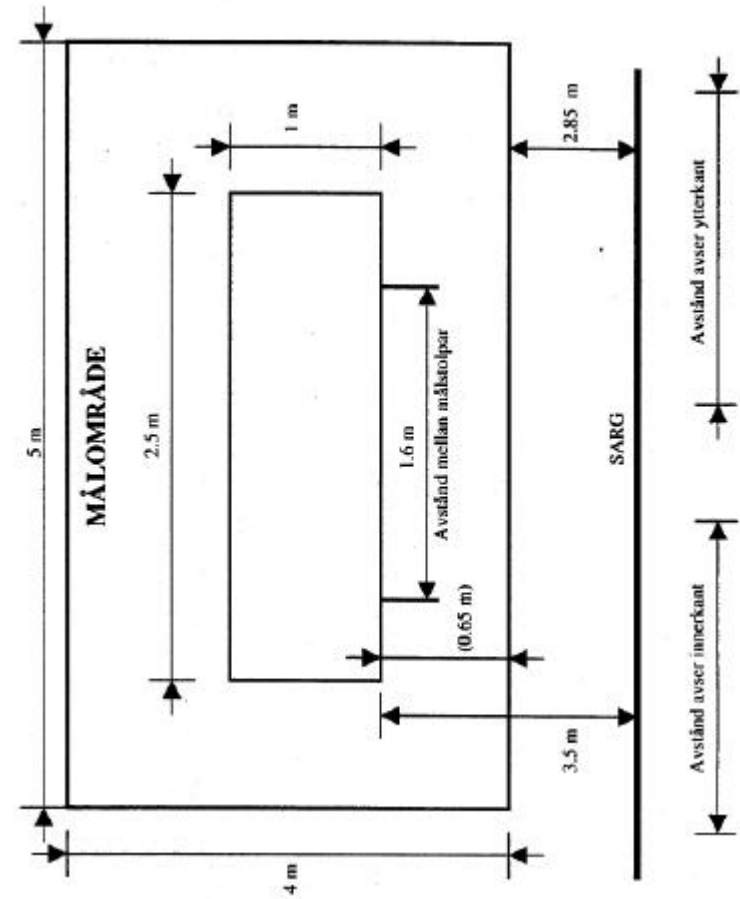 5 m
MÅLOMRÅDE
2.5 m
1 m
1.6 m
Avstånd mellan målstolpar
(0.65 m)
4 m
3.5 m
2.85 m
SARG
Avstånd avser innerkant
Avstånd avser ytterkant